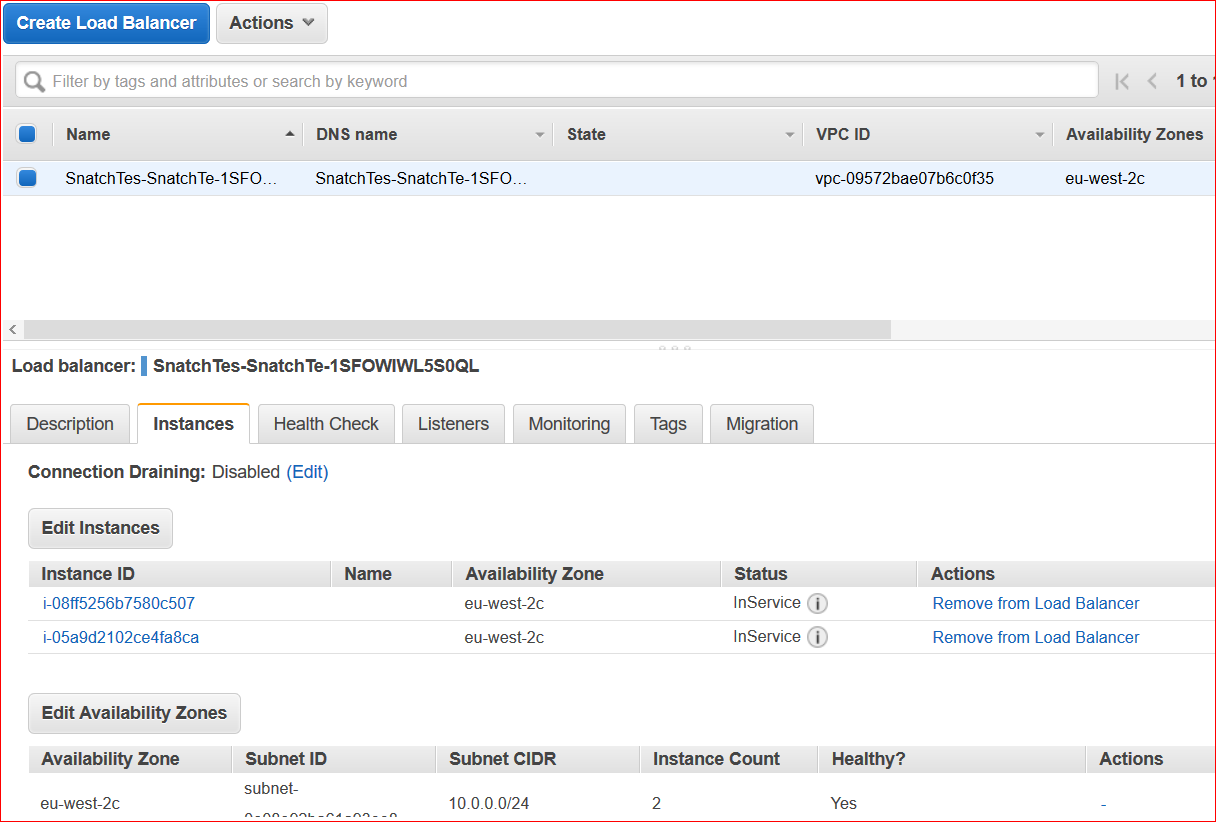 Create Load Balancer Actions
Filter by tags and attributes or search by keyword 1 to
Name DNS name State VPC ID Availability Zones
SnatchTes-SnatchTe-1SFO… SnatchTes-SnatchTe-1SFO… vpc-09572bae07b6c0f35 eu-west-2c
Load balancer: SnatchTes-SnatchTe-1SFOWIWL5S0QL
Description Instances Health Check Listeners Monitoring Tags Migration
Connection Draining: Disabled (Edit)
Edit Instances
Instance ID Name Availability Zone Status Actions
i-08ff5256b7580c507 eu-west-2c InService i Remove from Load Balancer
i-05a9d2102ce4fa8ca eu-west-2c InService i Remove from Load Balancer
Edit Availability Zones
Availability Zone Subnet ID Subnet CIDR Instance Count Healthy? Actions
eu-west-2c subnet- 10.0.0.0/24 2 Yes -